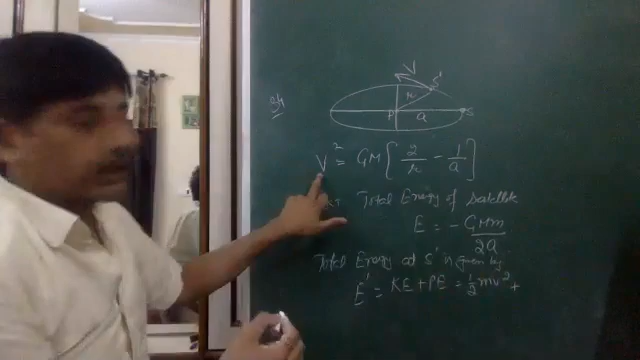 V
S'
r
P
a
S
Sol
V² = GM [ 2/r - 1/a ]
Total Energy of Satellite
E = - GMm/2a
Total Energy at S' is given by
E' = KE + PE = ½mv² +